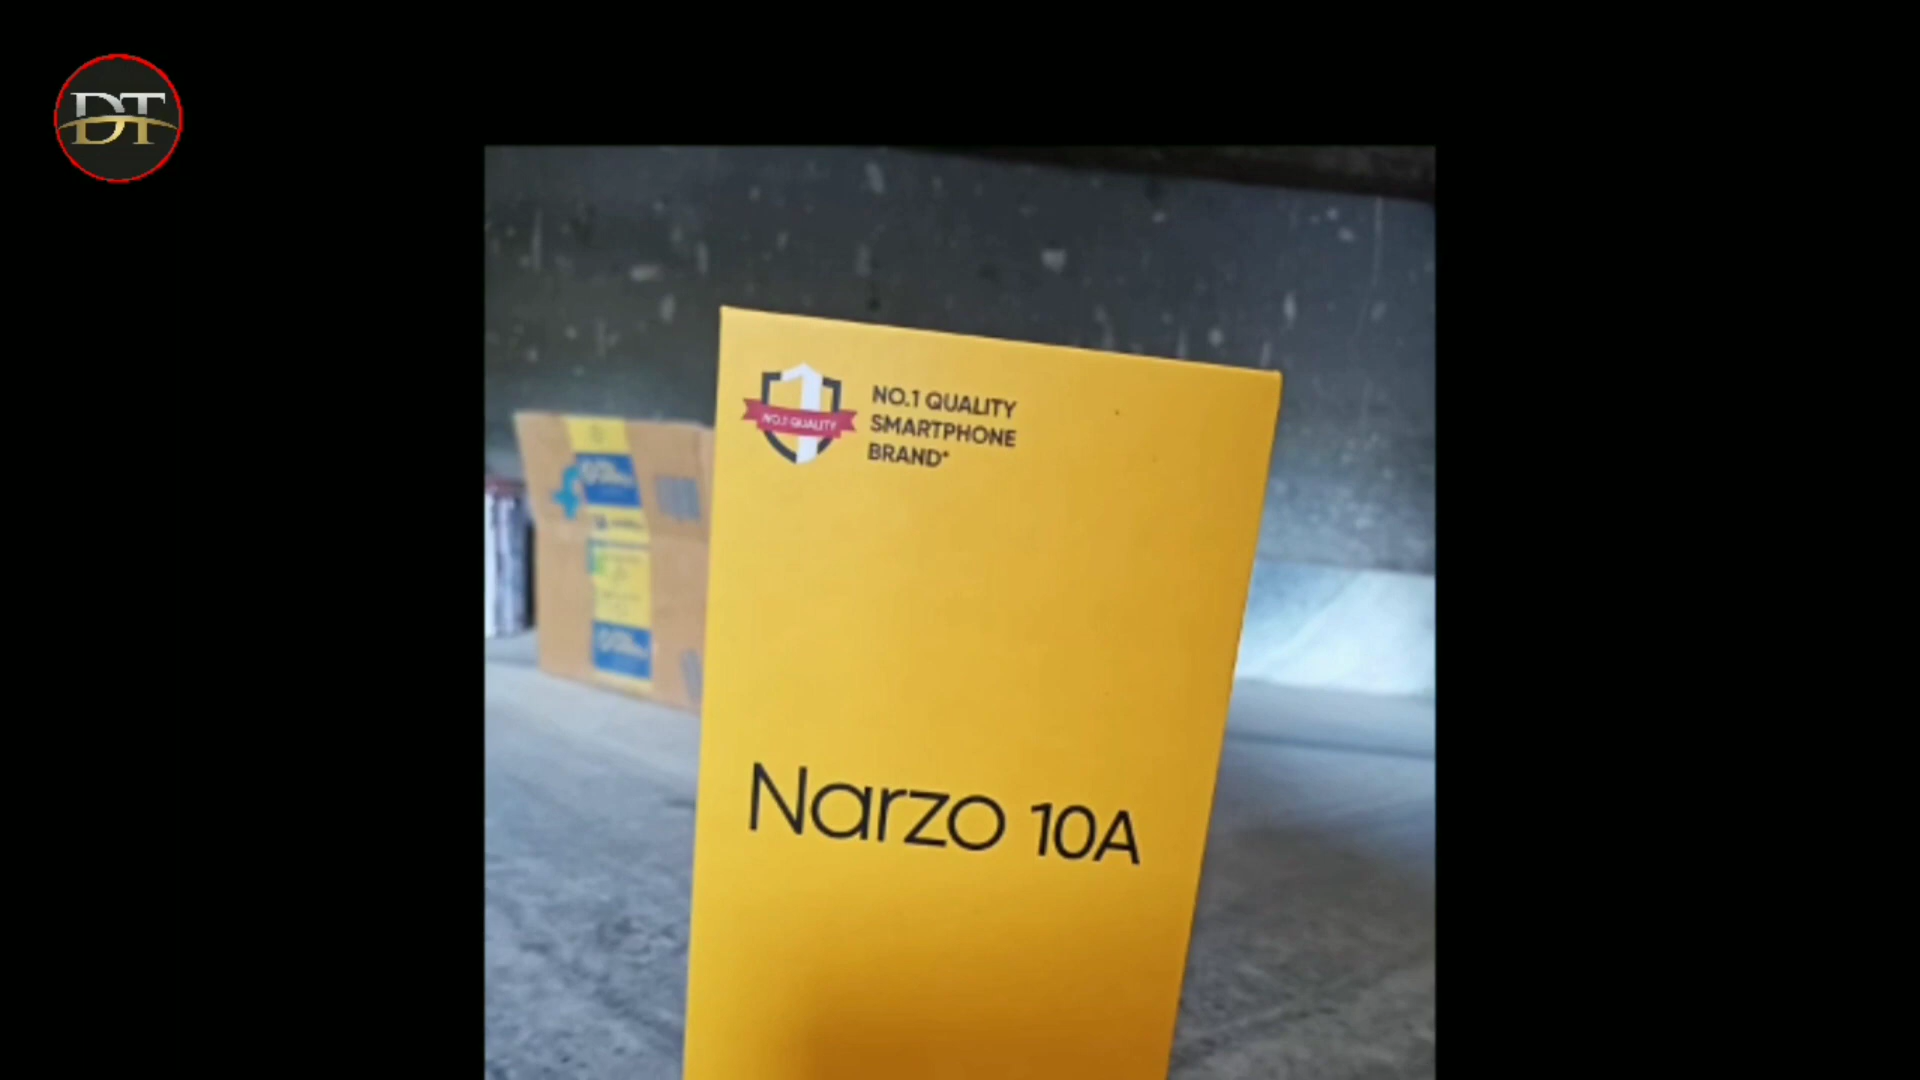 DT
NO.1 QUALITY
NO.1 QUALITY
SMARTPHONE
BRAND*
Narzo 10A